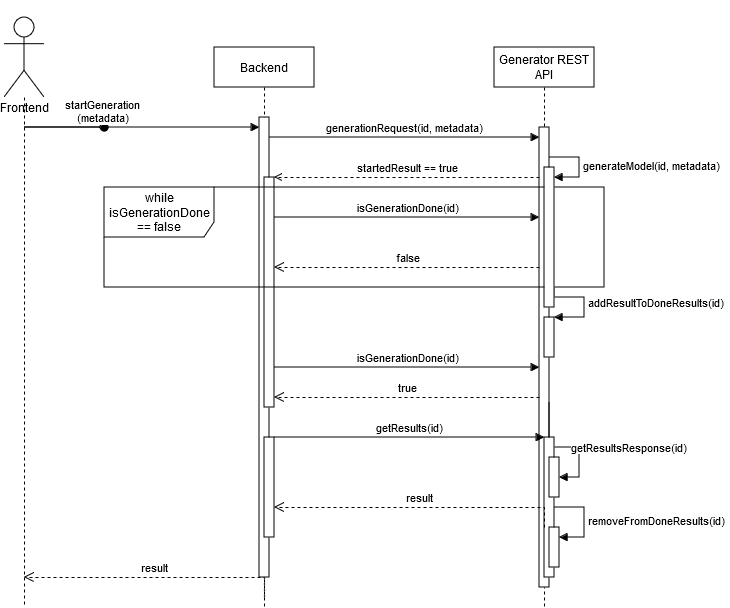 Backend
Generator REST
API
Frontend
startGeneration
(metadata)
generationRequest(id, metadata)
generateModel(id, metadata)
startedResult == true
while
isGenerationDone
== false
isGenerationDone(id)
false
addResultToDoneResults(id)
isGenerationDone(id)
true
getResults(id)
getResultsResponse(id)
result
removeFromDoneResults(id)
result